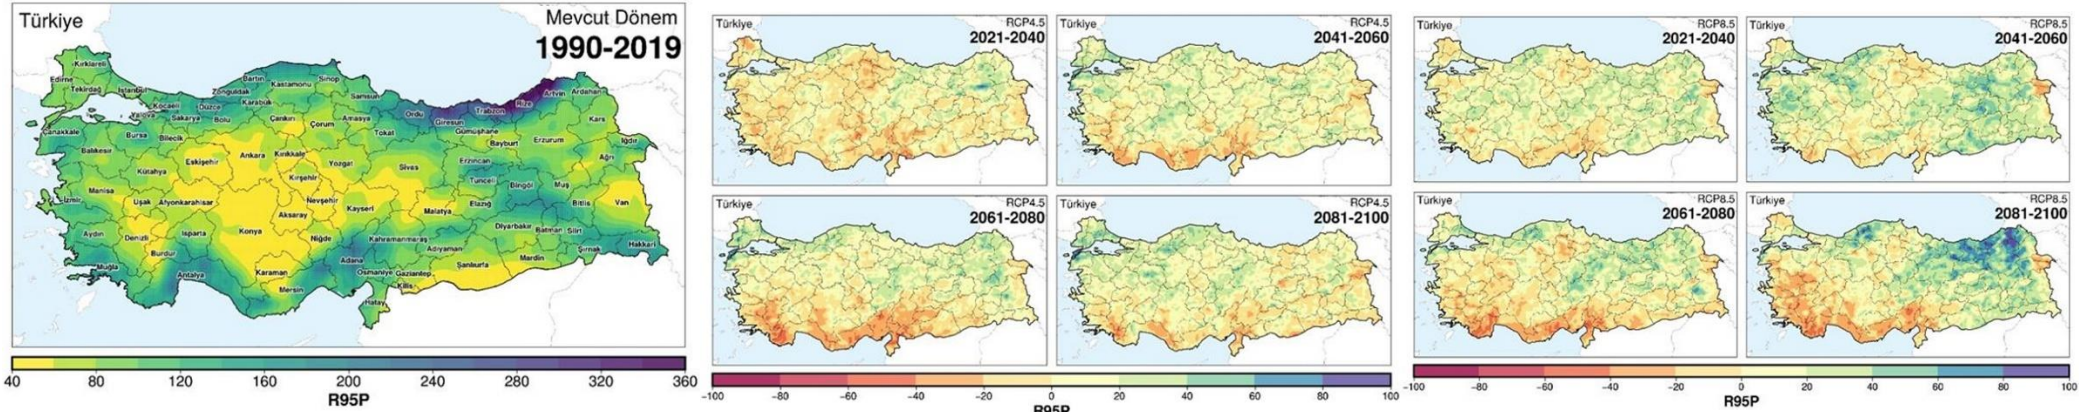 Türkiye
Mevcut Dönem
1990-2019
Kırklareli
Edirne
Tekirdağ
İstanbul
Kocaeli
Yalova
Sakarya
Düzce
Zonguldak
Bartın
Karabük
Bolu
Kastamonu
Sinop
Samsun
Ordu
Giresun
Trabzon
Rize
Artvin
Ardahan
Çanakkale
Bursa
Bilecik
Çankırı
Çorum
Amasya
Tokat
Gümüşhane
Bayburt
Erzurum
Kars
Iğdır
Balıkesir
Kütahya
Eskişehir
Ankara
Kırıkkale
Yozgat
Sivas
Erzincan
Ağrı
Manisa
İzmir
Uşak
Afyonkarahisar
Kırşehir
Nevşehir
Aksaray
Kayseri
Malatya
Tunceli
Elazığ
Bingöl
Muş
Bitlis
Van
Aydın
Denizli
Isparta
Burdur
Konya
Niğde
Kahramanmaraş
Adıyaman
Diyarbakır
Batman
Siirt
Şırnak
Hakkari
Muğla
Antalya
Karaman
Mersin
Adana
Osmaniye
Gaziantep
Kilis
Hatay
Şanlıurfa
Mardin
40 80 120 160 200 240 280 320 360
R95P
Türkiye
RCP4.5
2021-2040
Türkiye
RCP4.5
2041-2060
Türkiye
RCP4.5
2061-2080
Türkiye
RCP4.5
2081-2100
−100 −80 −60 −40 −20 0 20 40 60 80 100
R95P
Türkiye
RCP8.5
2021-2040
Türkiye
RCP8.5
2041-2060
Türkiye
RCP8.5
2061-2080
Türkiye
RCP8.5
2081-2100
−100 −80 −60 −40 −20 0 20 40 60 80 100
R95P